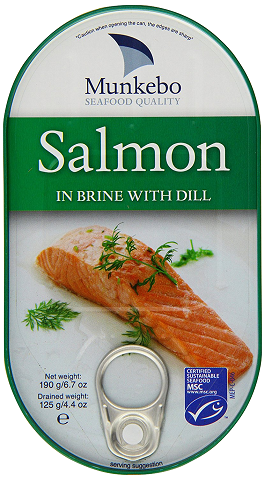 "Caution when opening the can, the edges are sharp"
Munkebo
SEAFOOD QUALITY
Salmon
IN BRINE WITH DILL
Net weight:
190 g/6.7 oz
Drained weight:
125 g/4.4 oz
e
CERTIFIED
SUSTAINABLE
SEAFOOD
MSC
www.msc.org
serving suggestion